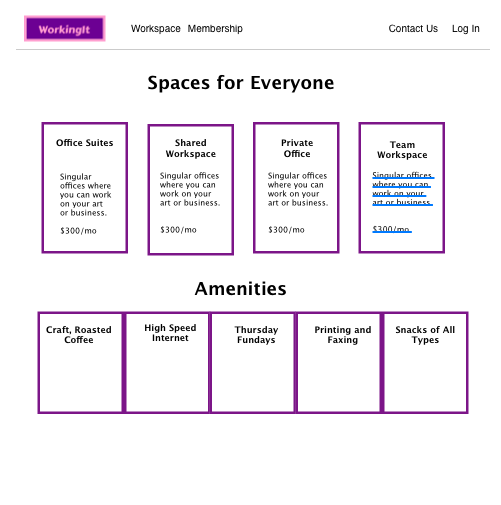 WorkingIt
Workspace Membership
Contact Us Log In
Spaces for Everyone
Office Suites
Singular
offices where
you can
work on your
art
or business.
$300/mo
Shared
Workspace
Singular offices
where you can
work on your
art or business.
$300/mo
Private
Office
Singular offices
where you can
work on your
art or business.
$300/mo
Team
Workspace
Singular offices
where you can
work on your
art or business.
$300/mo
Amenities
Craft, Roasted
Coffee
High Speed
Internet
Thursday
Fundays
Printing and
Faxing
Snacks of All
Types